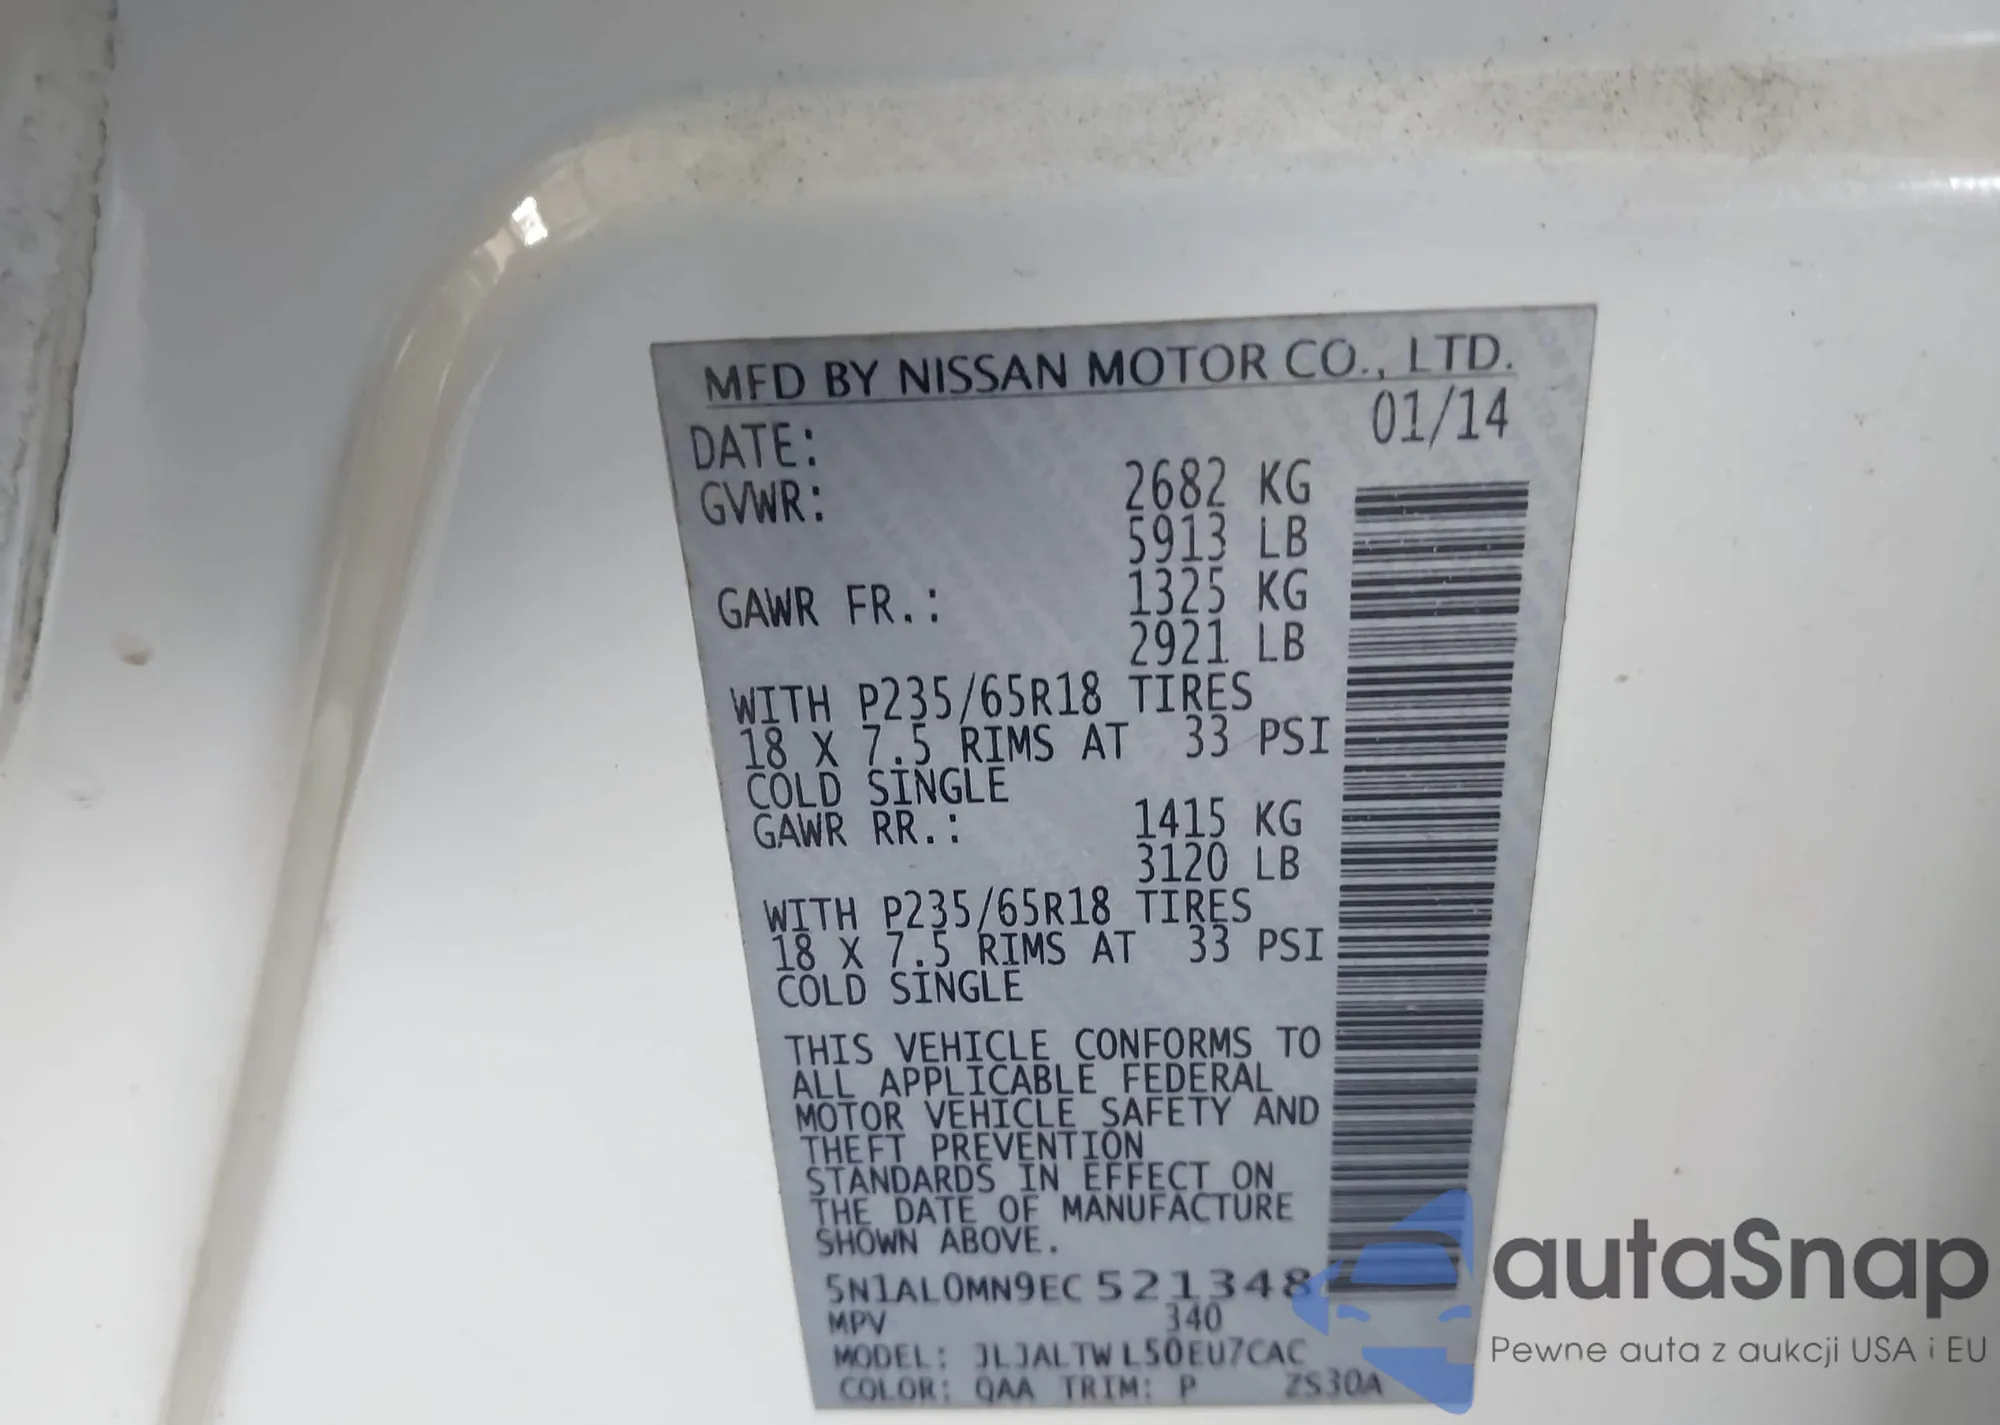 MFD BY NISSAN MOTOR CO., LTD.
DATE: 01/14
GVWR: 2682 KG
5913 LB
GAWR FR.: 1325 KG
2921 LB
WITH P235/65R18 TIRES
18 X 7.5 RIMS AT 33 PSI
COLD SINGLE
GAWR RR.: 1415 KG
3120 LB
WITH P235/65R18 TIRES
18 X 7.5 RIMS AT 33 PSI
COLD SINGLE
THIS VEHICLE CONFORMS TO
ALL APPLICABLE FEDERAL
MOTOR VEHICLE SAFETY AND
THEFT PREVENTION
STANDARDS IN EFFECT ON
THE DATE OF MANUFACTURE
SHOWN ABOVE.
5N1AL0MN9EC521348
MPV 340
MODEL: JLJALTWL50EU7CAC
COLOR: QAA TRIM: P ZS30A
autaSnap
Pewne auta z aukcji USA i EU